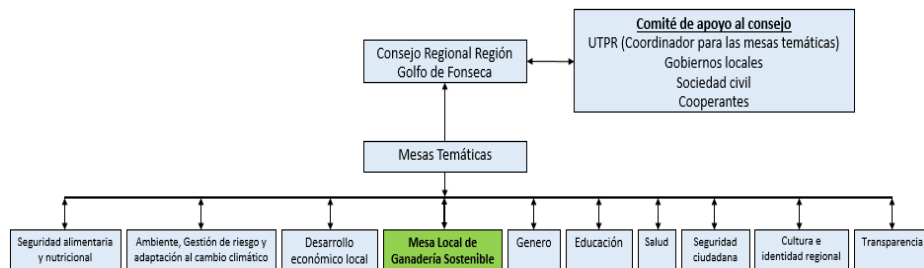 Comité de apoyo al consejo
UTPR (Coordinador para las mesas temáticas)
Gobiernos locales
Sociedad civil
Cooperantes
Consejo Regional Región
Golfo de Fonseca
Mesas Temáticas
Seguridad alimentaria
y nutricional
Ambiente, Gestión de riesgo y
adaptación al cambio climático
Desarrollo
económico local
Mesa Local de
Ganadería Sostenible
Genero
Educación
Salud
Seguridad
ciudadana
Cultura e
identidad regional
Transparencia